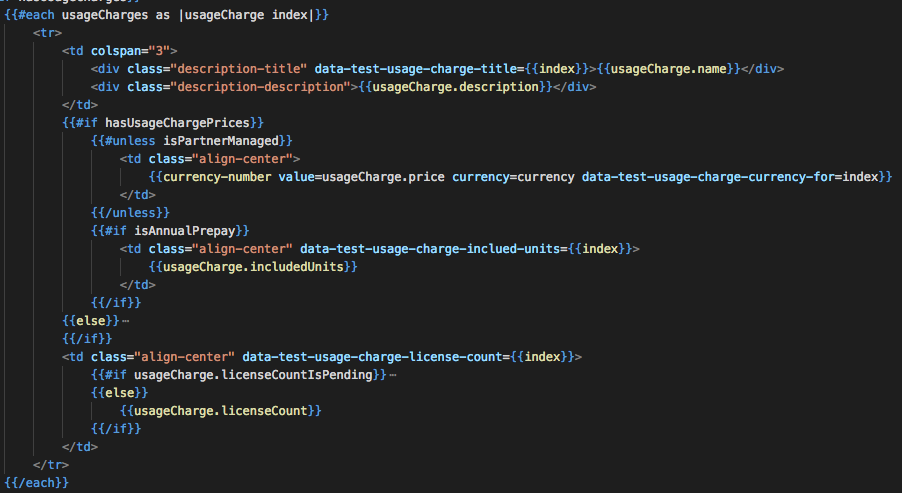 {{#each usageCharges as |usageCharge index|}}
<tr>
<td colspan="3">
<div class="description-title" data-test-usage-charge-title={{index}}>{{usageCharge.name}}</div>
<div class="description-description">{{usageCharge.description}}</div>
</td>
{{#if hasUsageChargePrices}}
{{#unless isPartnerManaged}}
<td class="align-center">
{{currency-number value=usageCharge.price currency=currency data-test-usage-charge-currency-for=index}}
</td>
{{/unless}}
{{#if isAnnualPrepay}}
<td class="align-center" data-test-usage-charge-inclued-units={{index}}>
{{usageCharge.includedUnits}}
</td>
{{/if}}
{{else}}⋯
{{/if}}
<td class="align-center" data-test-usage-charge-license-count={{index}}>
{{#if usageCharge.licenseCountIsPending}}⋯
{{else}}
{{usageCharge.licenseCount}}
{{/if}}
</td>
</tr>
{{/each}}